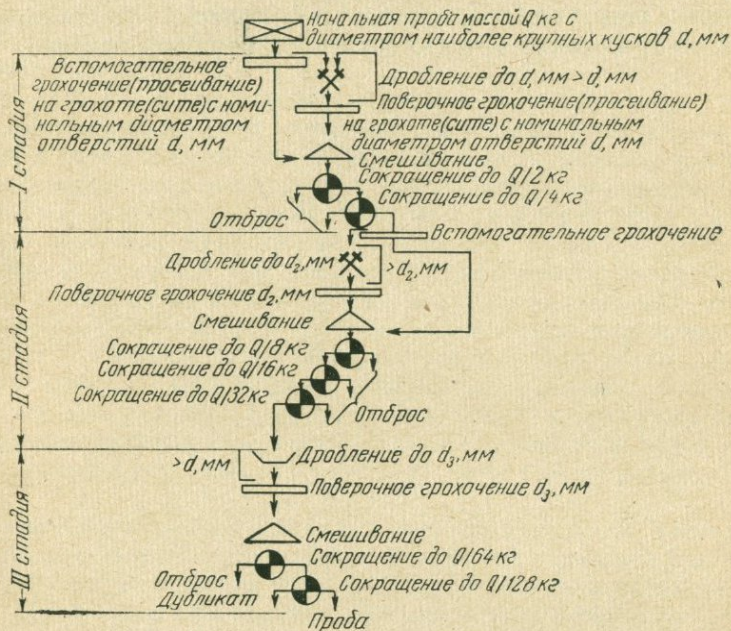 Начальная проба массой Q кг с
диаметром наиболее крупных кусков d, мм
Вспомогательное
грохочение (просеивание)
на грохоте (сите) с номи-
нальным диаметром
отверстий d, мм
Дробление до d, мм > d, мм
Поверочное грохочение (просеивание)
на грохоте (сите) с номинальным
диаметром отверстий d, мм
Смешивание
Сокращение до Q/2 кг
Сокращение до Q/4 кг
Отброс
I стадия
Вспомогательное грохочение
Дробление до d₂, мм
> d₂, мм
Поверочное грохочение d₂, мм
Смешивание
Сокращение до Q/8 кг
Сокращение до Q/16 кг
Сокращение до Q/32 кг
Отброс
II стадия
> d, мм
Дробление до d₃, мм
Поверочное грохочение d₃, мм
Смешивание
Сокращение до Q/64 кг
Отброс
Сокращение до Q/128 кг
Дубликат
Проба
III стадия